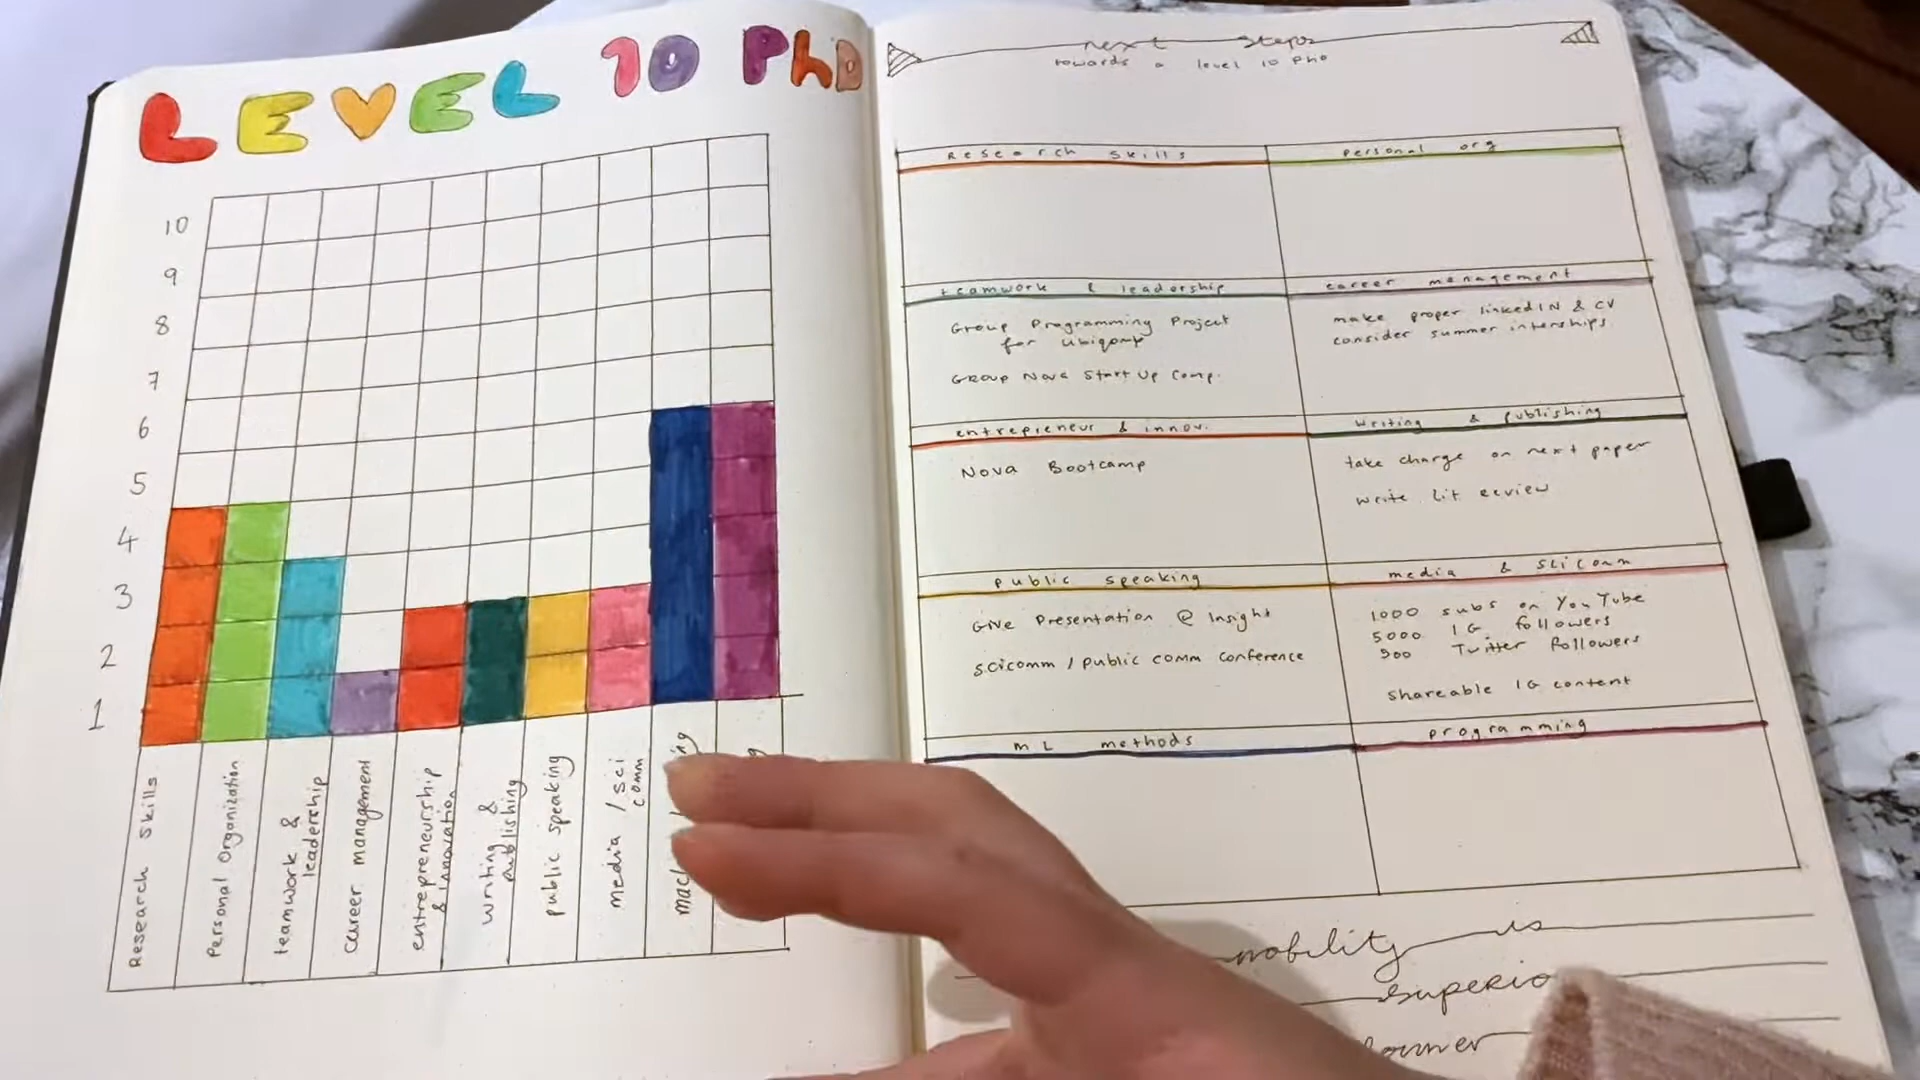 LEVEL 10 PhD
10
9
8
7
6
5
4
3
2
1
Research Skills
Personal Organization
teamwork &
leadership
career management
entrepreneurship
& innovation
writing &
publishing
public speaking
media / sci
comm
next steps
towards a level 10 PhD
Research Skills
Personal org
teamwork & leadership
Group Programming Project
for
Group Nova Start Up Comp.
career management
make proper linkedIN & CV
consider summer internships
entrepreneur & innov.
Nova Bootcamp
writing & publishing
take charge on next paper
write lit review
public speaking
Give Presentation @ Insight
scicomm / public comm conference
media & scicomm
1000 subs on YouTube
5000 IG followers
500 Twitter followers
shareable IG content
ML methods
programming
nobility is